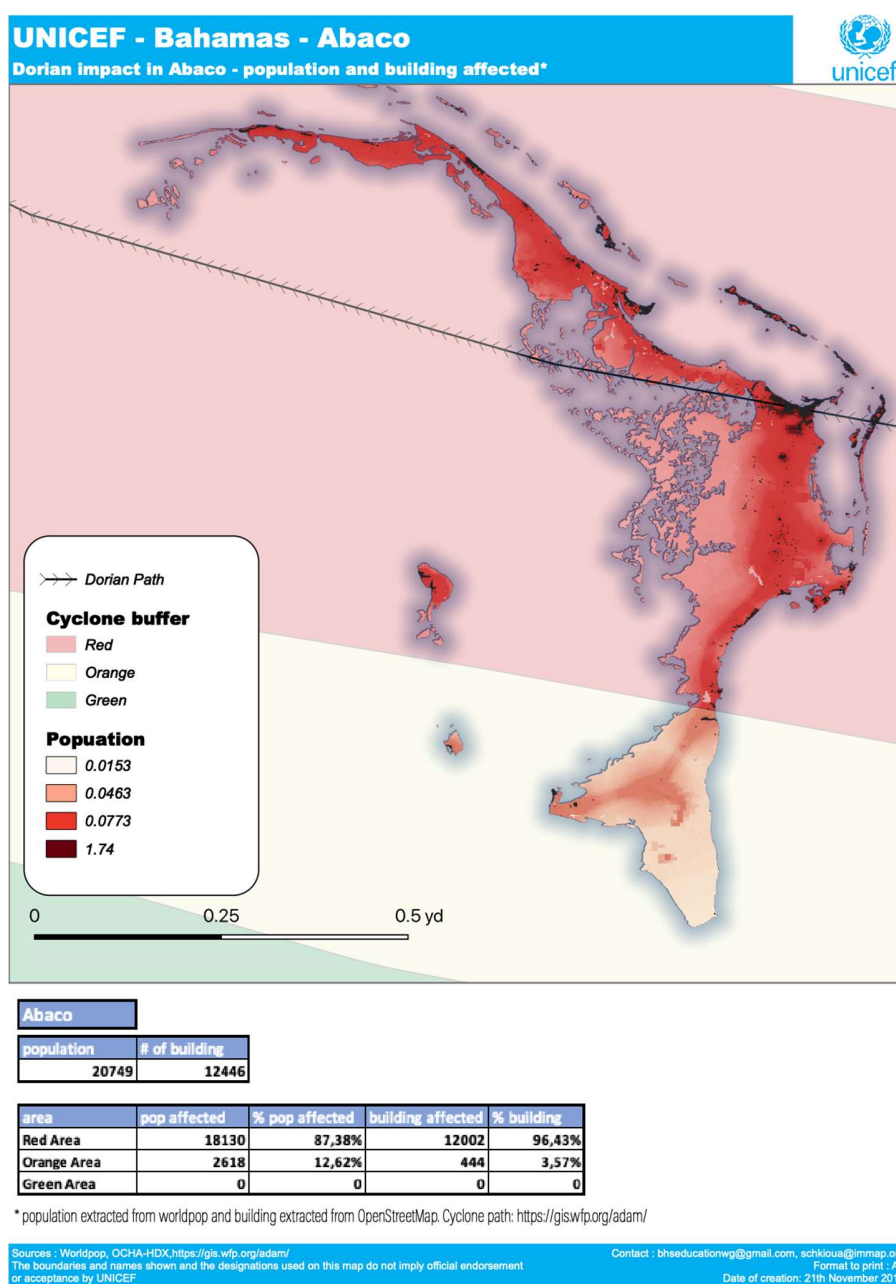 UNICEF - Bahamas - Abaco
Dorian impact in Abaco - population and building affected*
unicef
Dorian Path
Cyclone buffer
Red
Orange
Green
Popuation
0.0153
0.0463
0.0773
1.74
0 0.25 0.5 yd
Abaco
population # of building
20749 12446
area pop affected % pop affected building affected % building
Red Area 18130 87,38% 12002 96,43%
Orange Area 2618 12,62% 444 3,57%
Green Area 0 0 0 0
* population extracted from worldpop and building extracted from OpenStreetMap. Cyclone path: https://gis.wfp.org/adam/
Sources : Worldpop, OCHA-HDX,https://gis.wfp.org/adam/
The boundaries and names shown and the designations used on this map do not imply official endorsement
or acceptance by UNICEF
Contact : bhseducationwg@gmail.com, schkioua@immap.o
Format to print :
Date of creation: 21th November 20